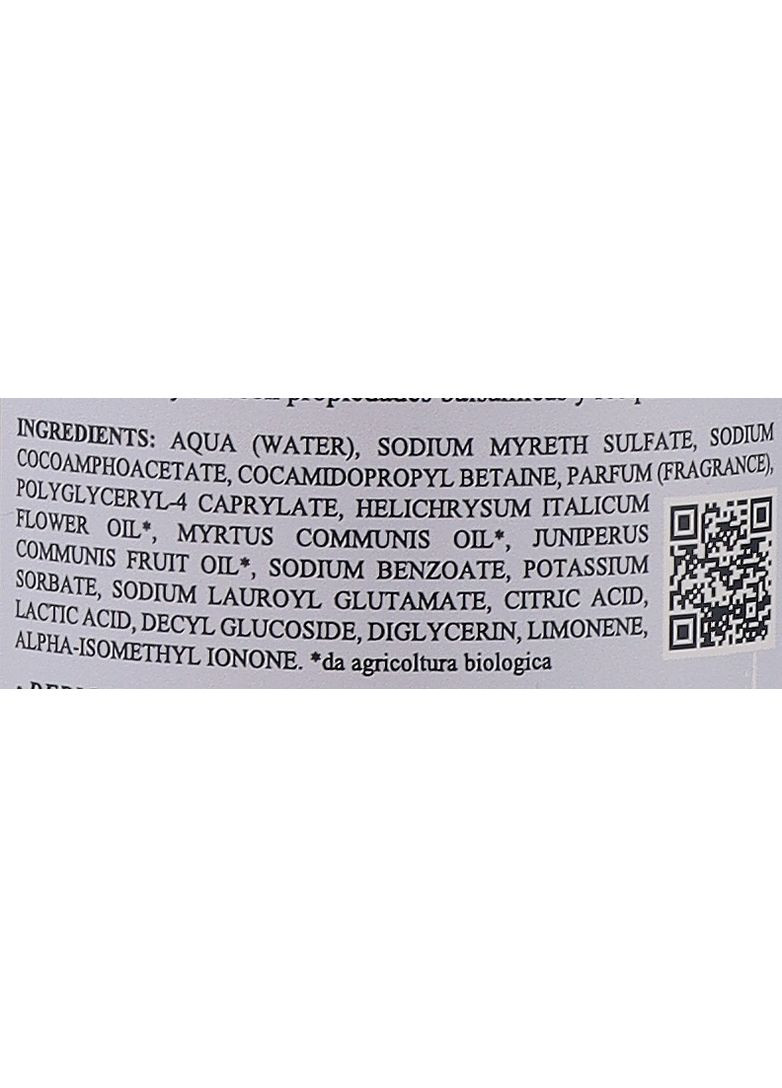 propiedades
INGREDIENTS: AQUA (WATER), SODIUM MYRETH SULFATE, SODIUM
COCOAMPHOACETATE, COCAMIDOPROPYL BETAINE, PARFUM (FRAGRANCE),
POLYGLYCERYL-4 CAPRYLATE, HELICHRYSUM ITALICUM
FLOWER OIL*, MYRTUS COMMUNIS OIL*, JUNIPERUS
COMMUNIS FRUIT OIL*, SODIUM BENZOATE, POTASSIUM
SORBATE, SODIUM LAUROYL GLUTAMATE, CITRIC ACID,
LACTIC ACID, DECYL GLUCOSIDE, DIGLYCERIN, LIMONENE,
ALPHA-ISOMETHYL IONONE. *da agricoltura biologica